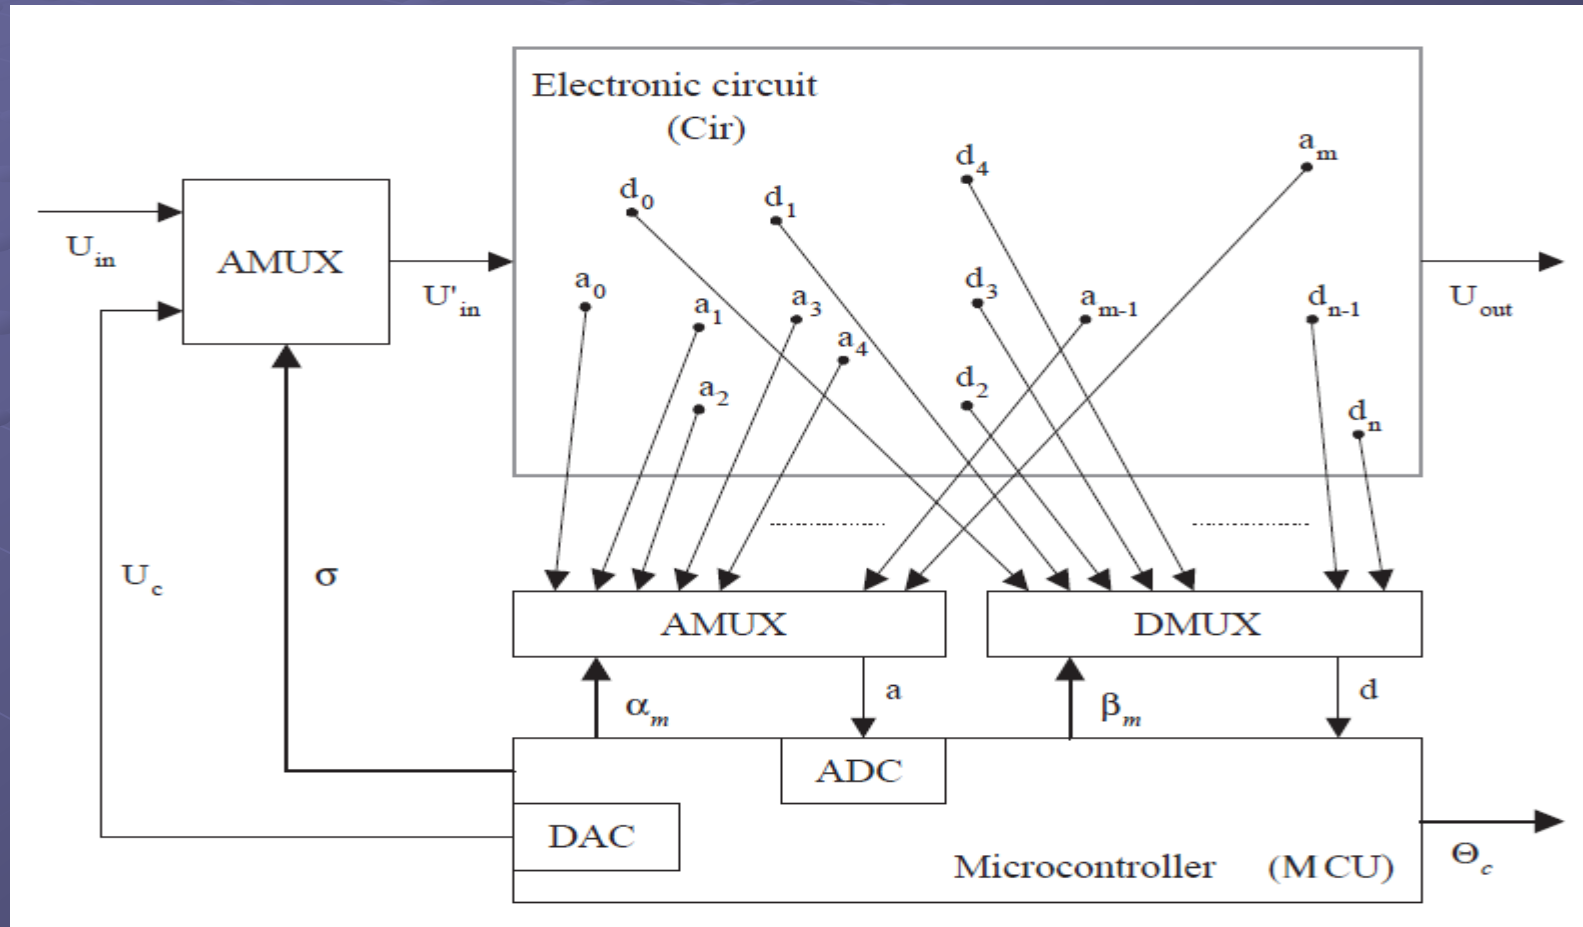 Electronic circuit
(Cir)
a_m
d_4
d_0
d_1
U_in
AMUX
U'_in
a_0
a_1
a_3
d_3
a_m-1
d_n-1
U_out
a_4
a_2
d_2
d_n
U_c
σ
AMUX
DMUX
α_m
a
β_m
d
ADC
DAC
Microcontroller (MCU)
Θ_c